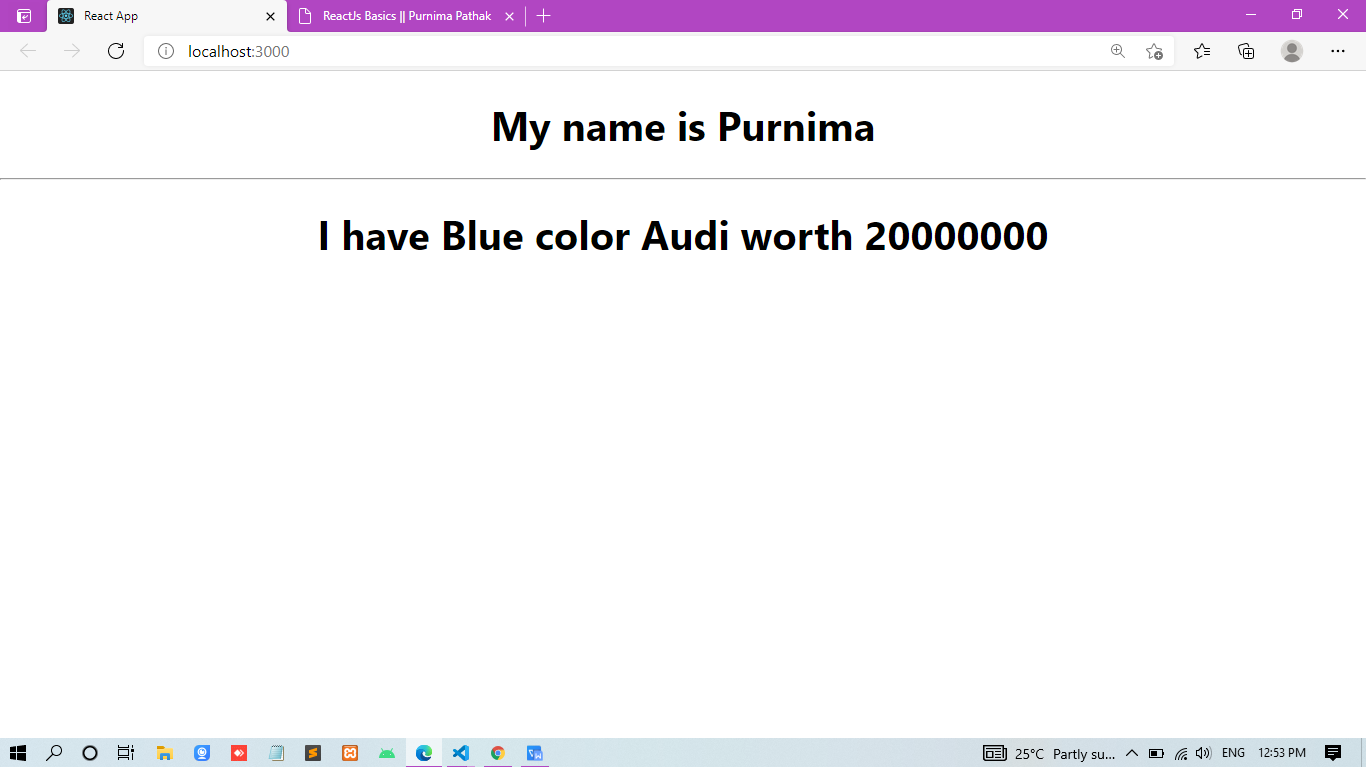 React App
ReactJs Basics || Purnima Pathak
localhost:3000
My name is Purnima
I have Blue color Audi worth 20000000
25°C Partly su...
ENG
12:53 PM